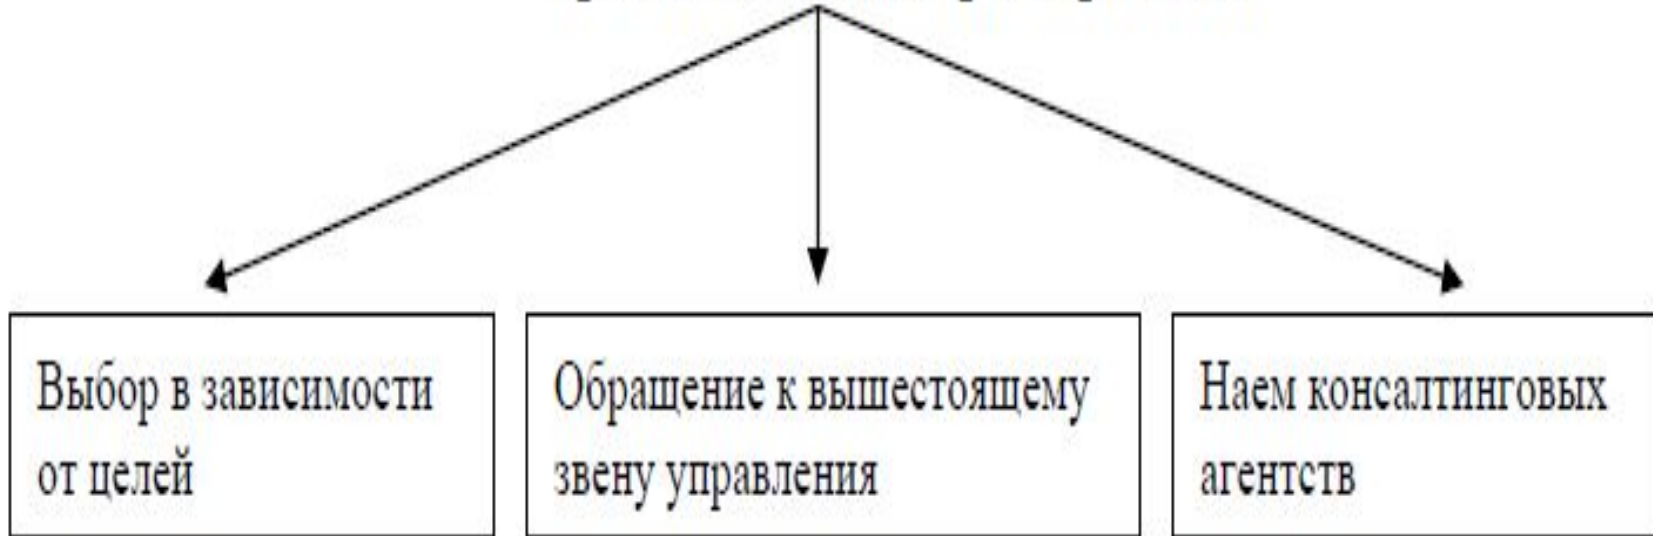 Выбор в зависимости
от целей
Обращение к вышестоящему
звену управления
Наем консалтинговых
агентств